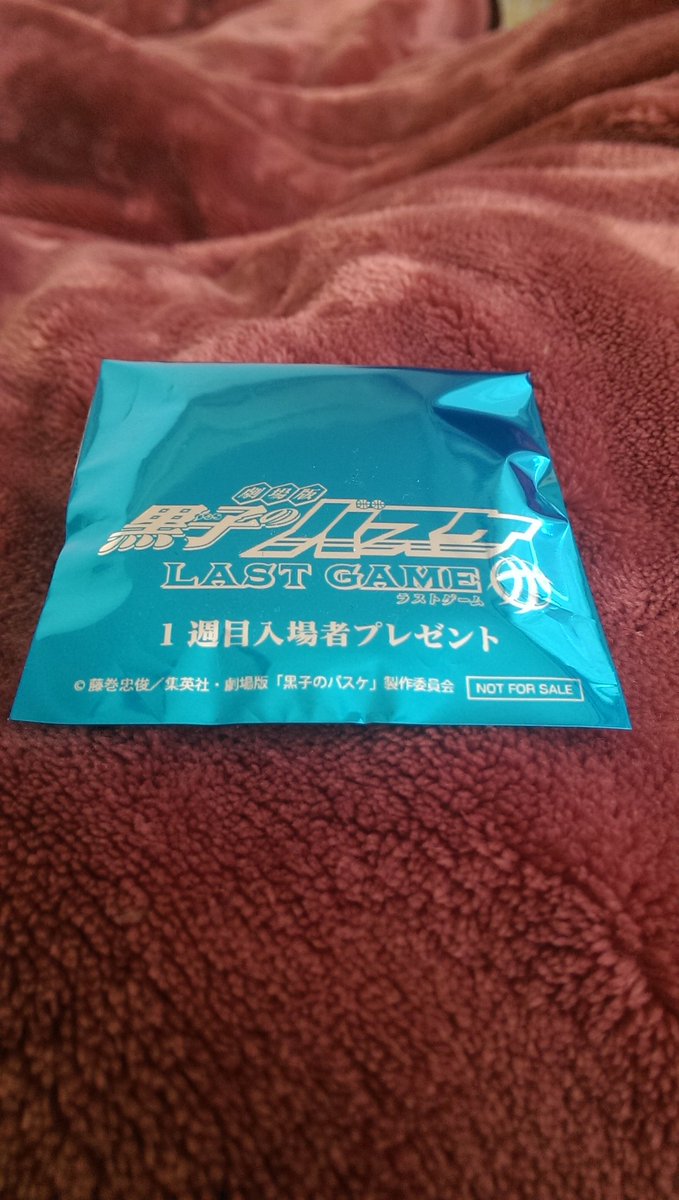 劇場版
黒子のバスケ
LAST GAME
ラストゲーム
1週目入場者プレゼント
© 藤巻忠俊/集英社・劇場版「黒子のバスケ」製作委員会 NOT FOR SALE